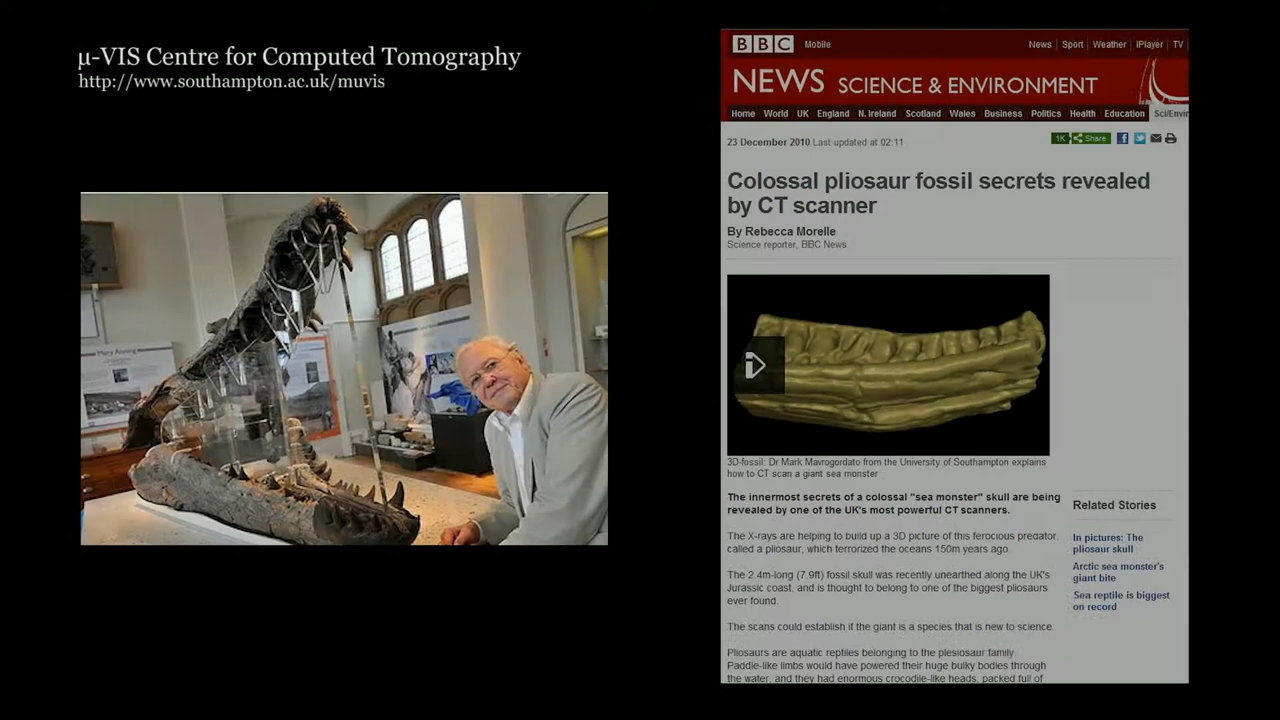 µ-VIS Centre for Computed Tomography
http://www.southampton.ac.uk/muvis
BBC Mobile News Sport Weather iPlayer TV
NEWS SCIENCE & ENVIRONMENT
Home World UK England N. Ireland Scotland Wales Business Politics Health Education Sci/Envir
23 December 2010 Last updated at 02:11
1K Share
Colossal pliosaur fossil secrets revealed
by CT scanner
By Rebecca Morelle
Science reporter, BBC News
3D-fossil: Dr Mark Mavrogordato from the University of Southampton explains
how to CT scan a giant sea monster
The innermost secrets of a colossal "sea monster" skull are being
revealed by one of the UK's most powerful CT scanners.
The X-rays are helping to build up a 3D picture of this ferocious predator,
called a pliosaur, which terrorized the oceans 150m years ago.
The 2.4m-long (7.9ft) fossil skull was recently unearthed along the UK's
Jurassic coast, and is thought to belong to one of the biggest pliosaurs
ever found.
The scans could establish if the giant is a species that is new to science.
Pliosaurs are aquatic reptiles belonging to the plesiosaur family.
Paddle-like limbs would have powered their huge bulky bodies through
the water, and they had enormous crocodile-like heads, packed full of
Related Stories
In pictures: The
pliosaur skull
Arctic sea monster's
giant bite
Sea reptile is biggest
on record
Mary Anning